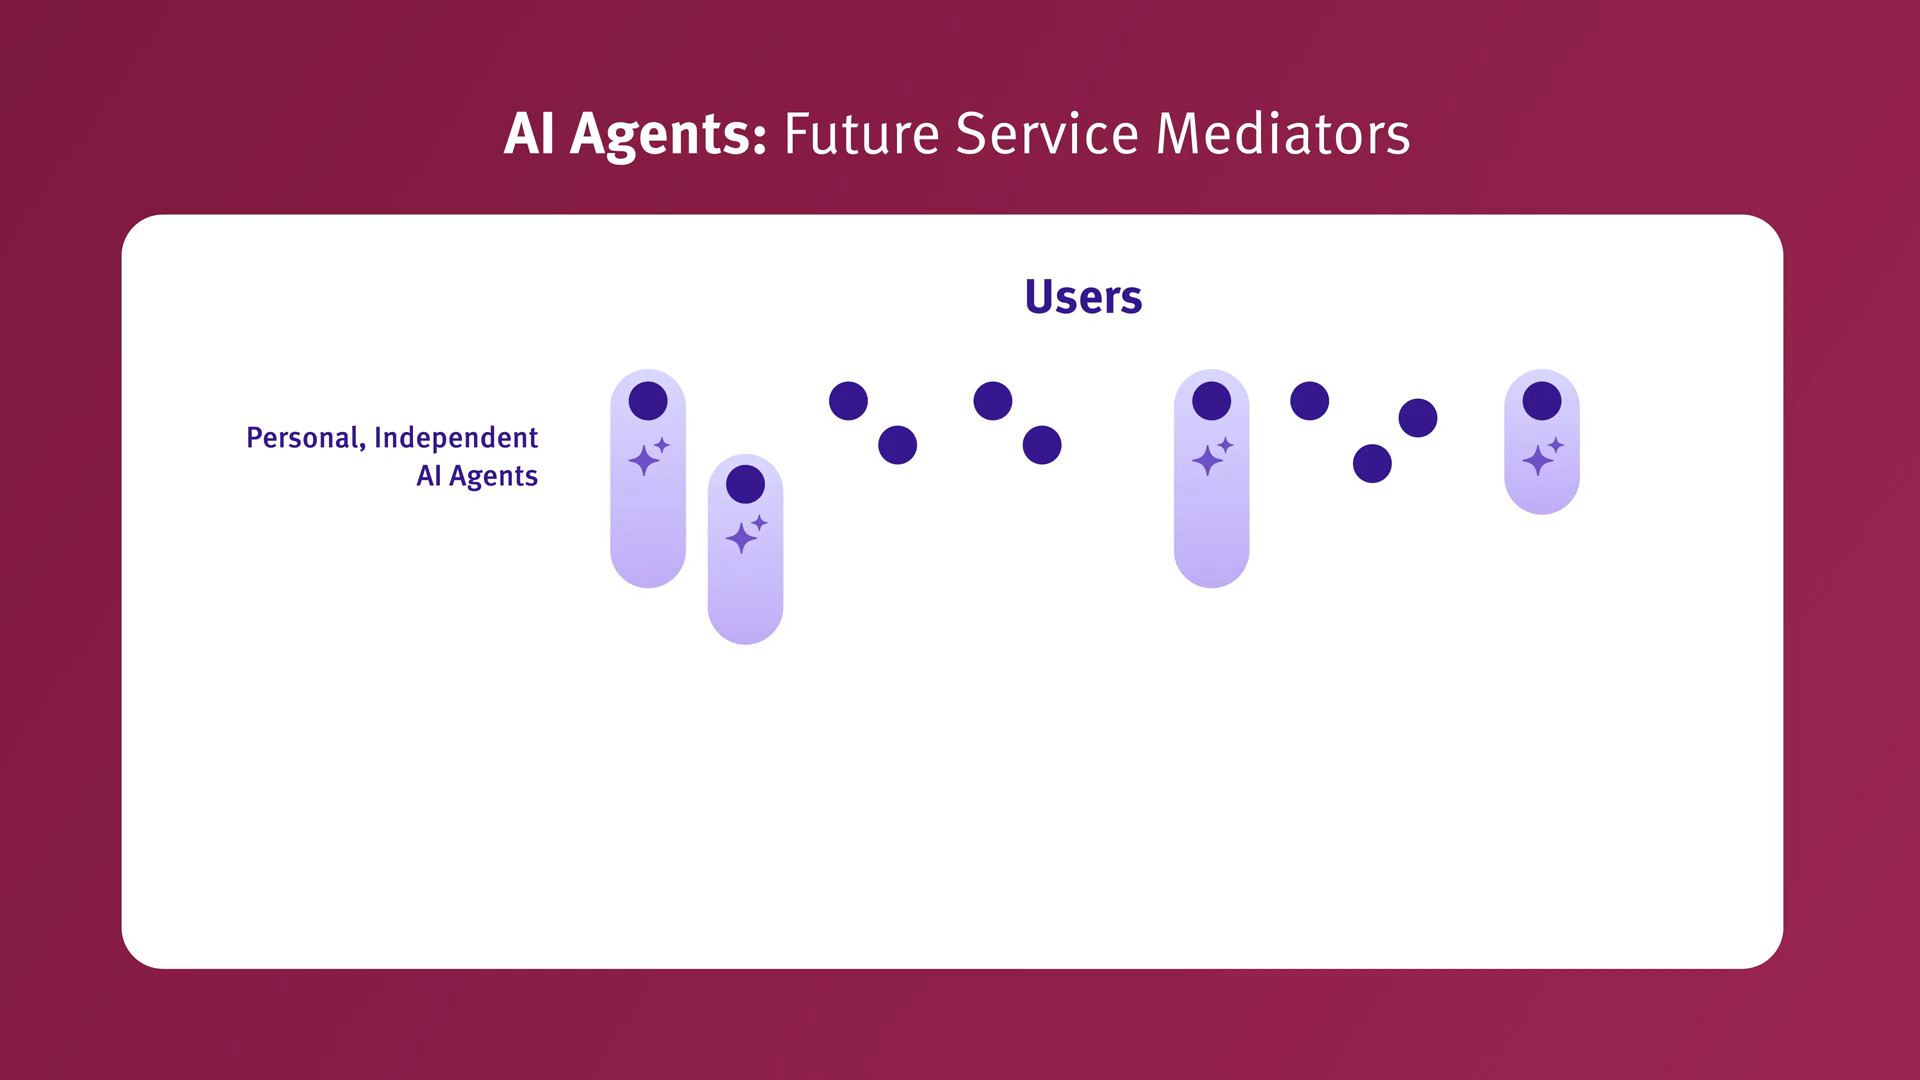 AI Agents: Future Service Mediators
Users
Personal, Independent
AI Agents